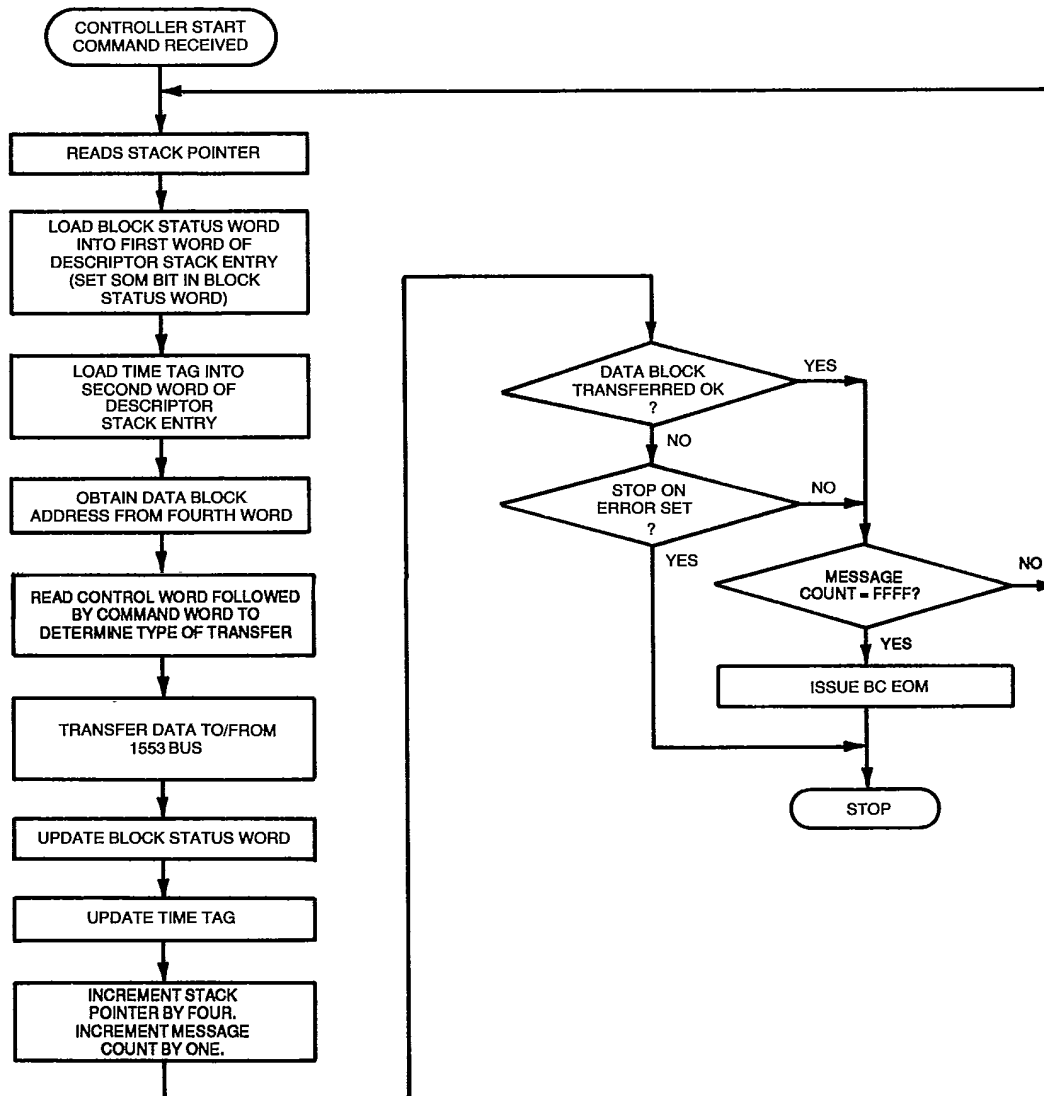 CONTROLLER START
COMMAND RECEIVED
READS STACK POINTER
LOAD BLOCK STATUS WORD
INTO FIRST WORD OF
DESCRIPTOR STACK ENTRY
(SET SOM BIT IN BLOCK
STATUS WORD)
LOAD TIME TAG INTO
SECOND WORD OF
DESCRIPTOR
STACK ENTRY
OBTAIN DATA BLOCK
ADDRESS FROM FOURTH WORD
READ CONTROL WORD FOLLOWED
BY COMMAND WORD TO
DETERMINE TYPE OF TRANSFER
TRANSFER DATA TO/FROM
1553 BUS
UPDATE BLOCK STATUS WORD
UPDATE TIME TAG
INCREMENT STACK
POINTER BY FOUR.
INCREMENT MESSAGE
COUNT BY ONE.
DATA BLOCK
TRANSFERRED OK
?
YES
NO
STOP ON
ERROR SET
?
NO
YES
MESSAGE
COUNT = FFFF?
NO
YES
ISSUE BC EOM
STOP